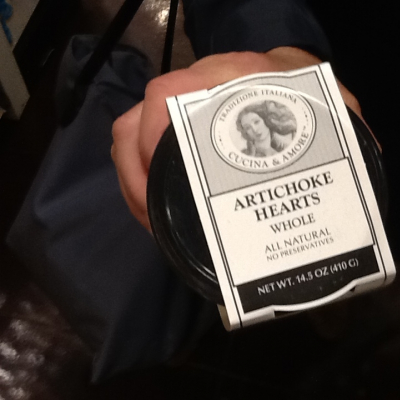 TRADIZIONE ITALIANA
CUCINA & AMORE
ARTICHOKE
HEARTS
WHOLE
ALL NATURAL
NO PRESERVATIVES
NET WT. 14.5 OZ (410 G)